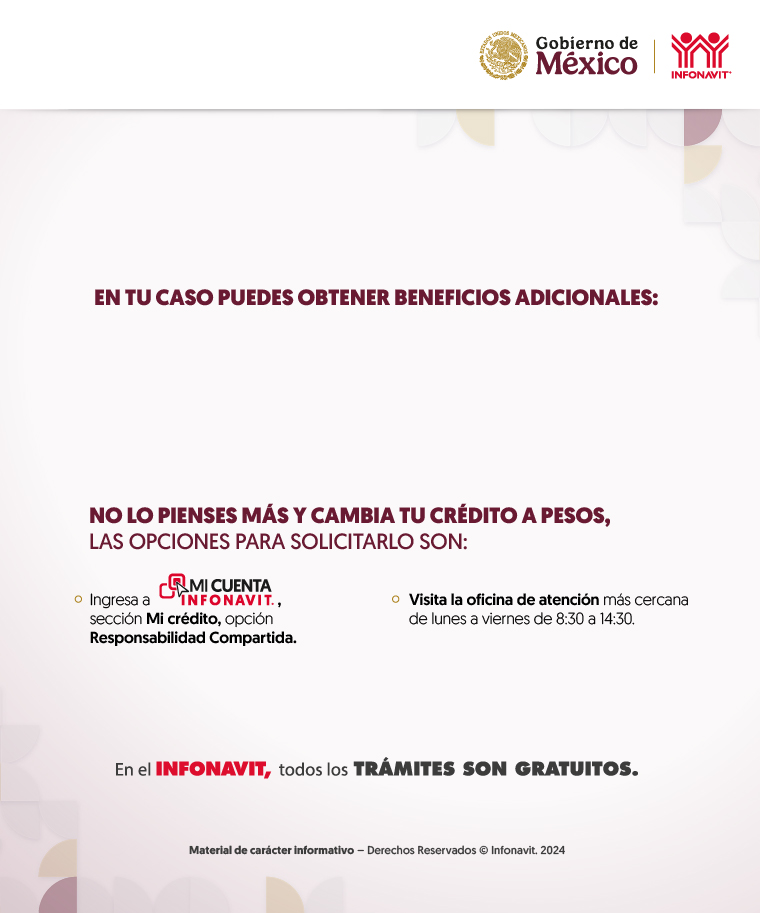 Gobierno de
México
INFONAVIT
EN TU CASO PUEDES OBTENER BENEFICIOS ADICIONALES:
NO LO PIENSES MÁS Y CAMBIA TU CRÉDITO A PESOS,
LAS OPCIONES PARA SOLICITARLO SON:
Ingresa a MI CUENTA INFONAVIT.,
sección Mi crédito, opción
Responsabilidad Compartida.
Visita la oficina de atención más cercana
de lunes a viernes de 8:30 a 14:30.
En el INFONAVIT, todos los TRÁMITES SON GRATUITOS.
Material de carácter informativo – Derechos Reservados © Infonavit. 2024